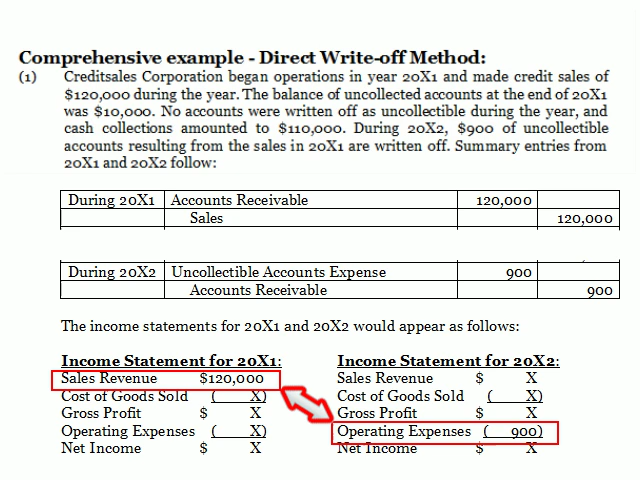 Comprehensive example - Direct Write-off Method:
(1) Creditsales Corporation began operations in year 20X1 and made credit sales of
$120,000 during the year. The balance of uncollected accounts at the end of 20X1
was $10,000. No accounts were written off as uncollectible during the year, and
cash collections amounted to $110,000. During 20X2, $900 of uncollectible
accounts resulting from the sales in 20X1 are written off. Summary entries from
20X1 and 20X2 follow:
During 20X1 Accounts Receivable 120,000
Sales 120,000
During 20X2 Uncollectible Accounts Expense 900
Accounts Receivable 900
The income statements for 20X1 and 20X2 would appear as follows:
Income Statement for 20X1: Income Statement for 20X2:
Sales Revenue $120,000 Sales Revenue $ X
Cost of Goods Sold ( X) Cost of Goods Sold ( X)
Gross Profit $ X Gross Profit $ X
Operating Expenses ( X) Operating Expenses ( 900)
Net Income $ X Net Income $ X